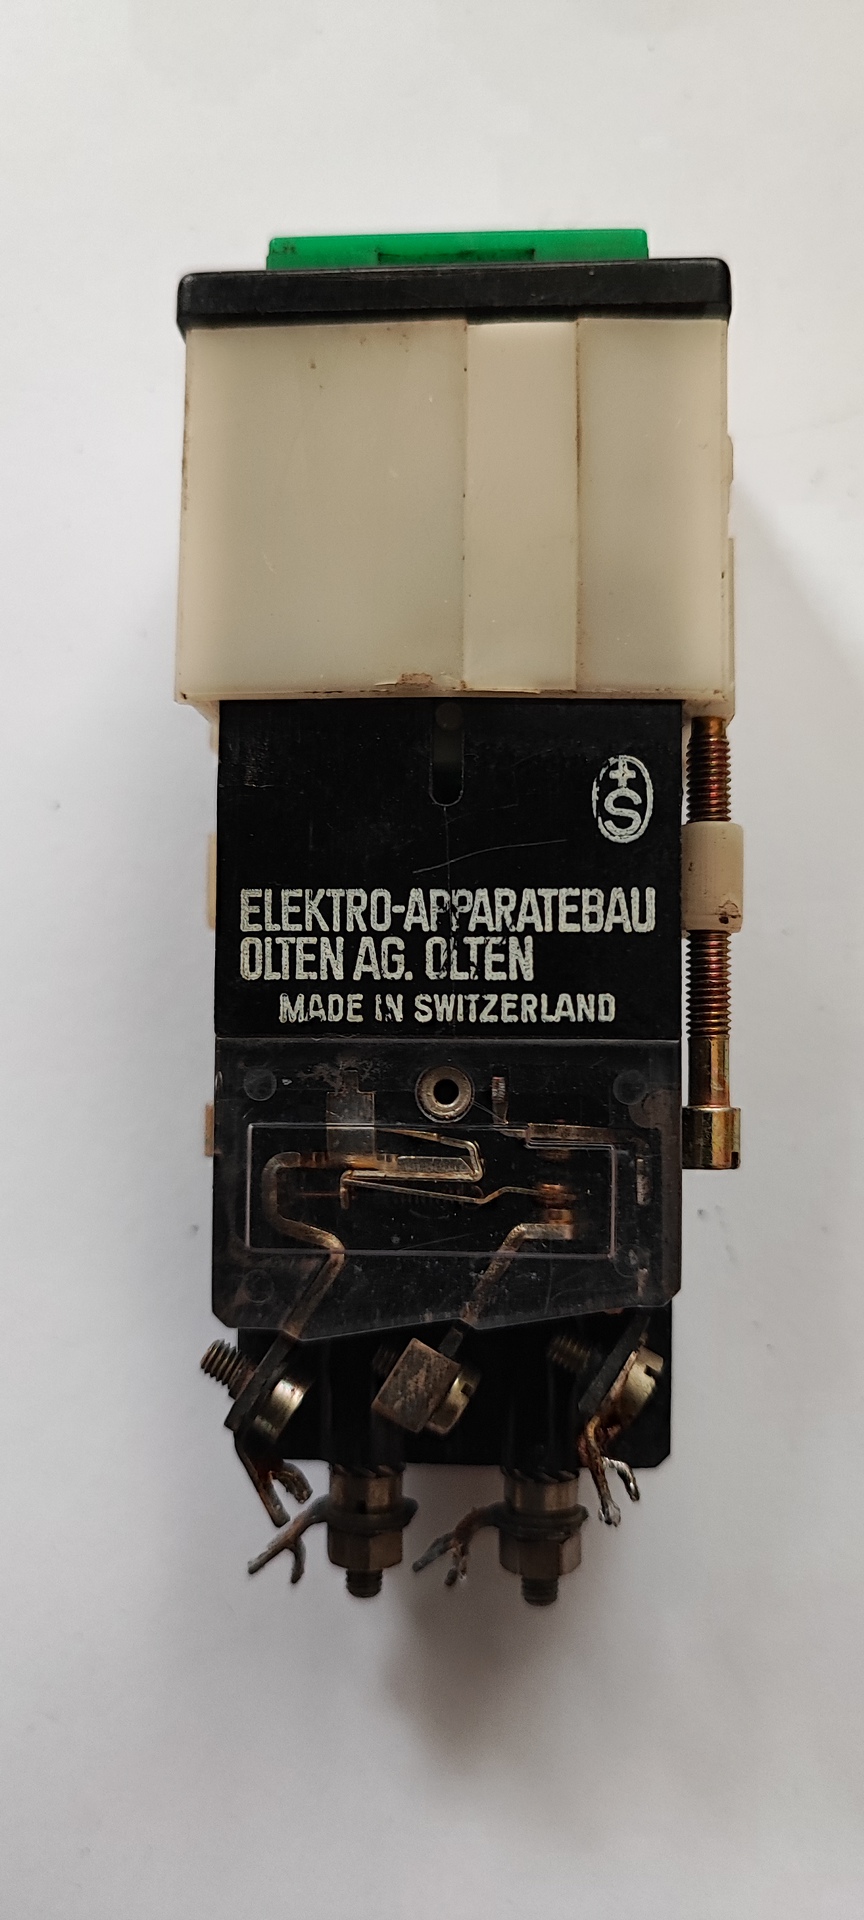 +
S
ELEKTRO-APPARATEBAU
OLTEN AG. OLTEN
MADE IN SWITZERLAND